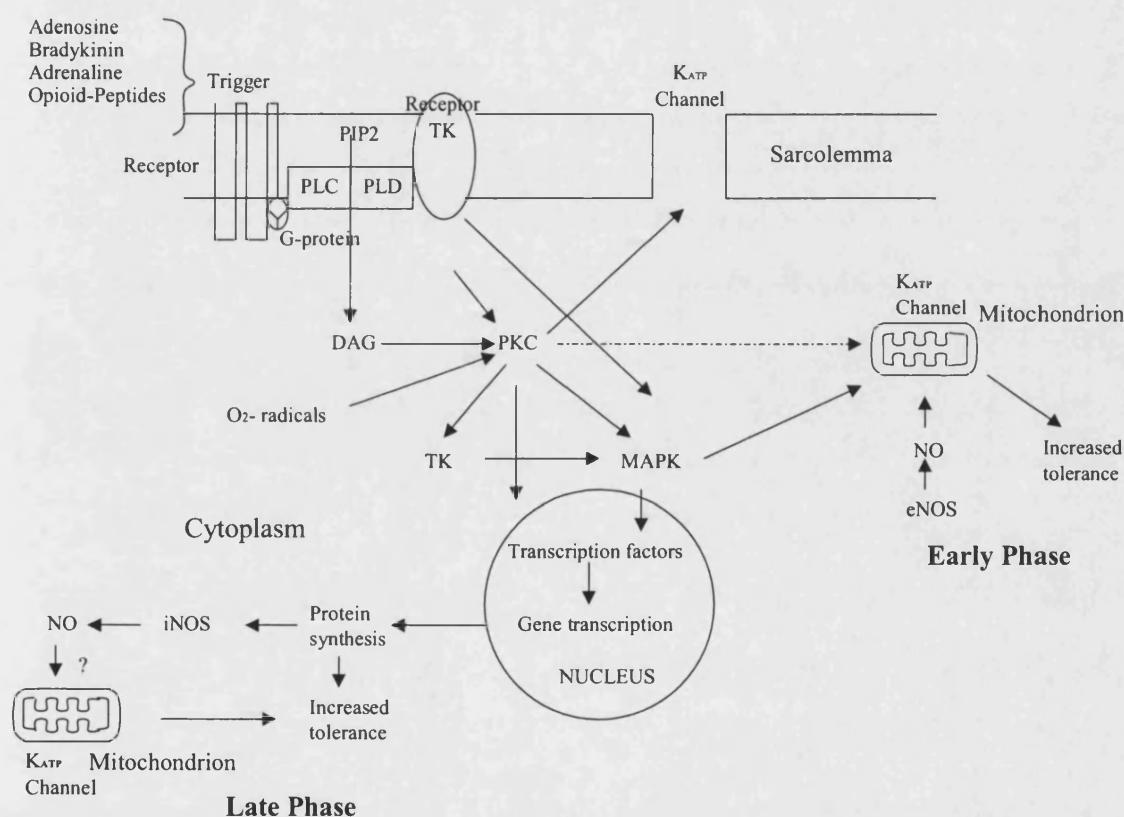 Adenosine
Bradykinin
Adrenaline
Opioid-Peptides
Trigger
Receptor
PIP2
Receptor
TK
KATP
Channel
Sarcolemma
PLC
PLD
G-protein
DAG
PKC
KATP
Channel
Mitochondrion
O2- radicals
TK
MAPK
NO
eNOS
Increased
tolerance
Early Phase
Cytoplasm
Transcription factors
Gene transcription
NUCLEUS
Protein
synthesis
iNOS
NO
?
Increased
tolerance
KATP
Channel
Mitochondrion
Late Phase